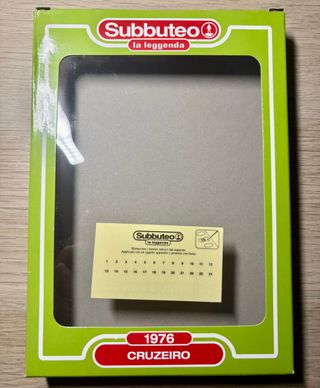 Subbuteo
la leggenda
Subbuteo
la leggenda
1 2 3 4 5 6 7 8 9 10 11 12
13 14 15 16 17 18 19 20 21 22 23 24
1976
CRUZEIRO